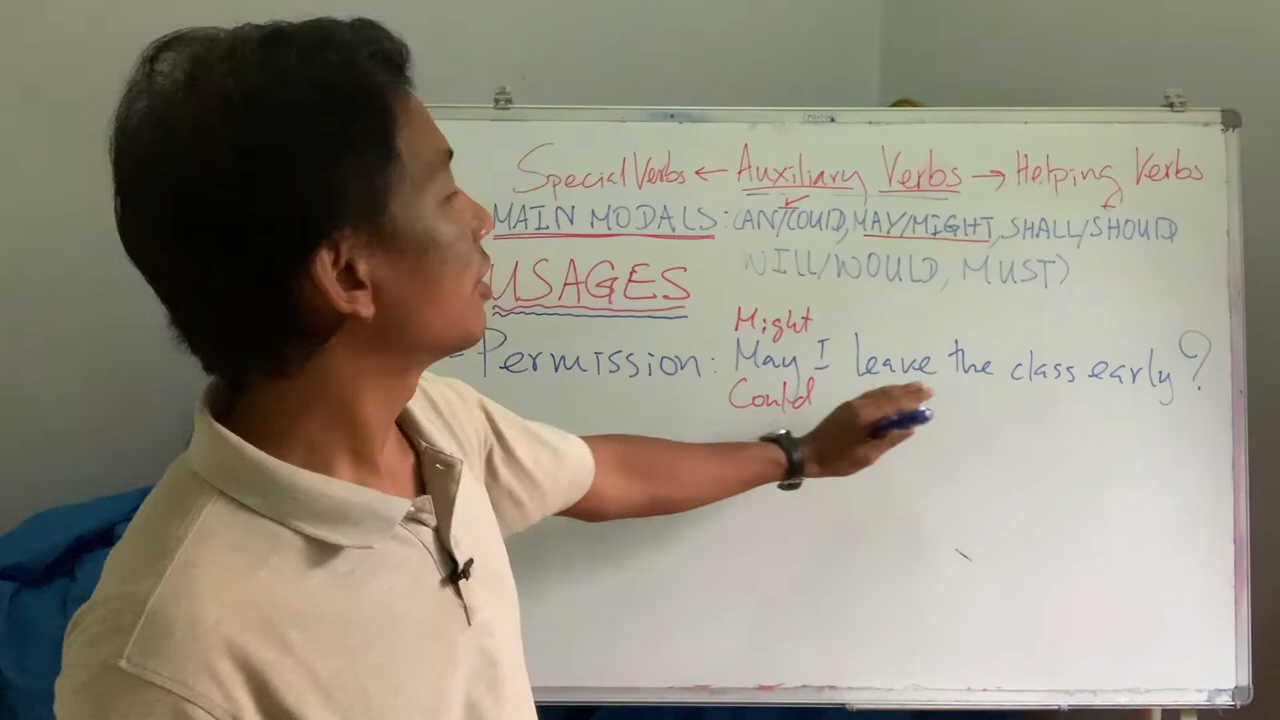 Special Verbs ← Auxiliary Verbs → Helping Verbs
MAIN MODALS: CAN/COULD, MAY/MIGHT, SHALL/SHOULD
WILL/WOULD, MUST)
USAGES
Might
- Permission: May I leave the class early?
Could